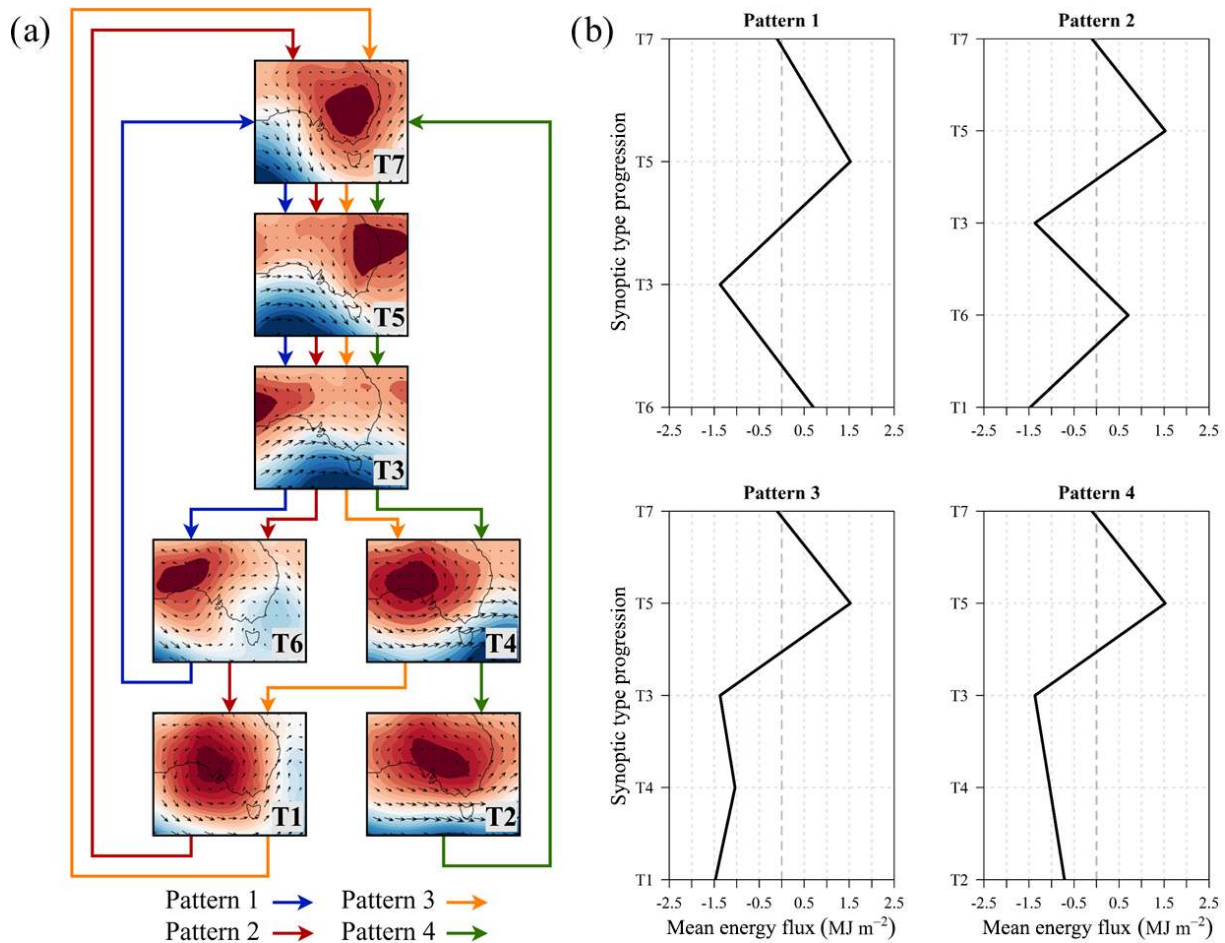 (a)
T7
T5
T3
T6
T4
T1
T2
Pattern 1
Pattern 3
Pattern 2
Pattern 4
(b)
Pattern 1
T7
T5
T3
T6
Synoptic type progression
-2.5 -1.5 -0.5 0.5 1.5 2.5
Pattern 2
T7
T5
T3
T6
T1
-2.5 -1.5 -0.5 0.5 1.5 2.5
Pattern 3
T7
T5
T3
T4
T1
Synoptic type progression
-2.5 -1.5 -0.5 0.5 1.5 2.5
Mean energy flux (MJ m⁻²)
Pattern 4
T7
T5
T3
T4
T2
-2.5 -1.5 -0.5 0.5 1.5 2.5
Mean energy flux (MJ m⁻²)